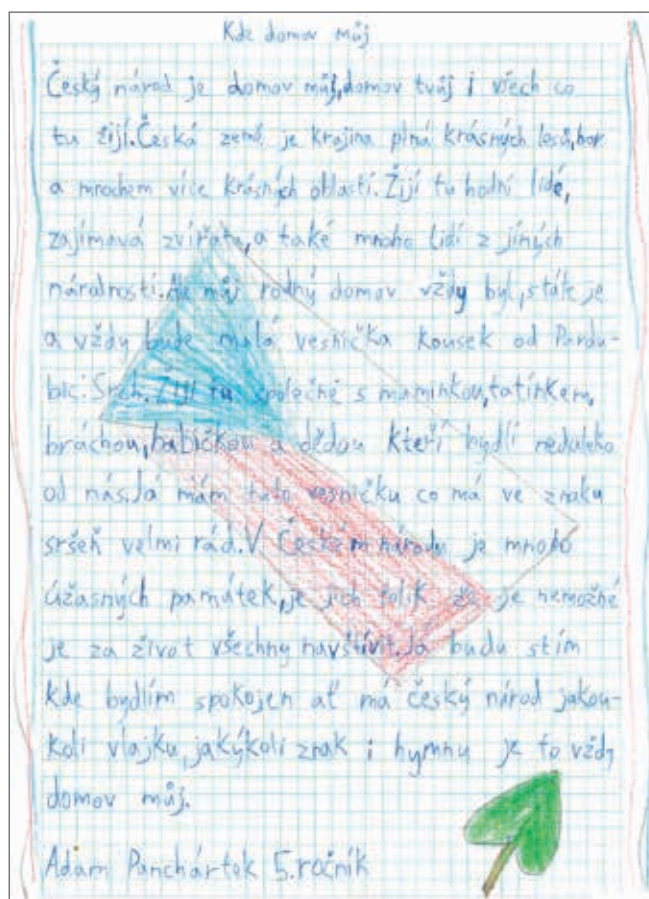 Kde domov můj
Český národ je domov můj,domov tvůj i všech co
tu žijí.Česká země je krajina plná krásných lesů,hor
a mnohem více krásných oblastí.Žijí tu hodní lidé,
zajímavá zvířata,a také mnoho lidí z jiných
národností.Ale můj rodný domov vždy byl,stále je
a vždy bude malá vesnička kousek od Pardu-
bic.Srch.Žiji tu společně s maminkou,tatínkem,
bráchou,babičkou a dědou kteří bydlí nedaleko
od nás.Já mám tuto vesničku co má ve znaku
sršeň velmi rád.V Českém národu je mnoho
úžasných památek,je jich tolik že je nemožné
je za život všechny navštívit.Já budu stím
kde bydlím spokojen ať má český národ jakou-
koli vlajku,jakýkoli znak i hymnu je to vždy
domov můj.
Adam Panchártek 5.ročník